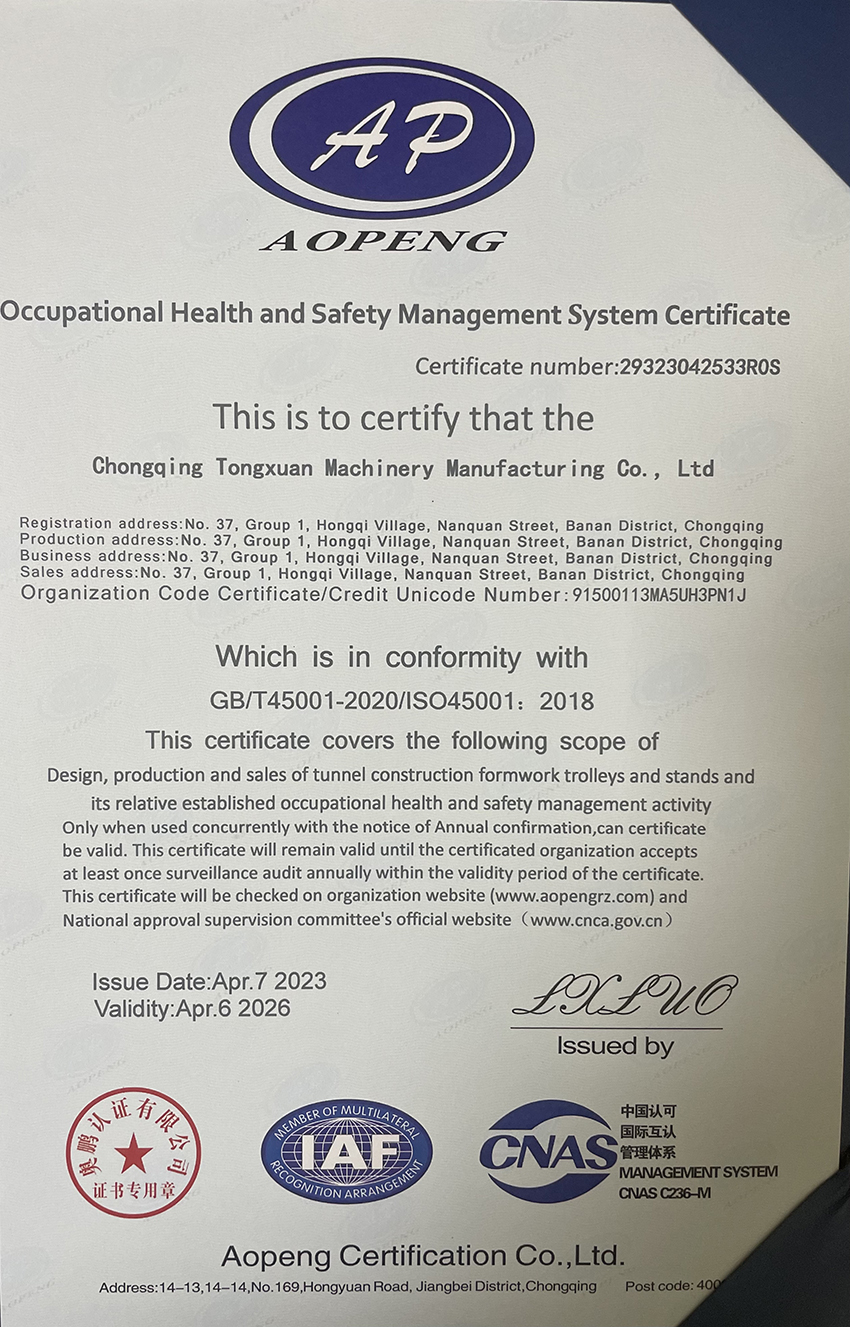 AP
AOPENG
Occupational Health and Safety Management System Certificate
Certificate number:29323042533R0S
This is to certify that the
Chongqing Tongxuan Machinery Manufacturing Co., Ltd
Registration address:No. 37, Group 1, Hongqi Village, Nanquan Street, Banan District, Chongqing
Production address:No. 37, Group 1, Hongqi Village, Nanquan Street, Banan District, Chongqing
Business address:No. 37, Group 1, Hongqi Village, Nanquan Street, Banan District, Chongqing
Sales address:No. 37, Group 1, Hongqi Village, Nanquan Street, Banan District, Chongqing
Organization Code Certificate/Credit Unicode Number:91500113MA5UH3PN1J
Which is in conformity with
GB/T45001-2020/ISO45001：2018
This certificate covers the following scope of
Design, production and sales of tunnel construction formwork trolleys and stands and
its relative established occupational health and safety management activity
Only when used concurrently with the notice of Annual confirmation,can certificate
be valid. This certificate will remain valid until the certificated organization accepts
at least once surveillance audit annually within the validity period of the certificate.
This certificate will be checked on organization website (www.aopengrz.com) and
National approval supervision committee's official website（www.cnca.gov.cn）
Issue Date:Apr.7 2023
Validity:Apr.6 2026
LXLUO
Issued by
奥鹏认证有限公司
证书专用章
MEMBER OF MULTILATERAL
IAF
RECOGNITION ARRANGEMENT
CNAS
中国认可
国际互认
管理体系
MANAGEMENT SYSTEM
CNAS C236–M
Aopeng Certification Co.,Ltd.
Address:14–13,14–14,No.169,Hongyuan Road, Jiangbei District,Chongqing Post code: 400